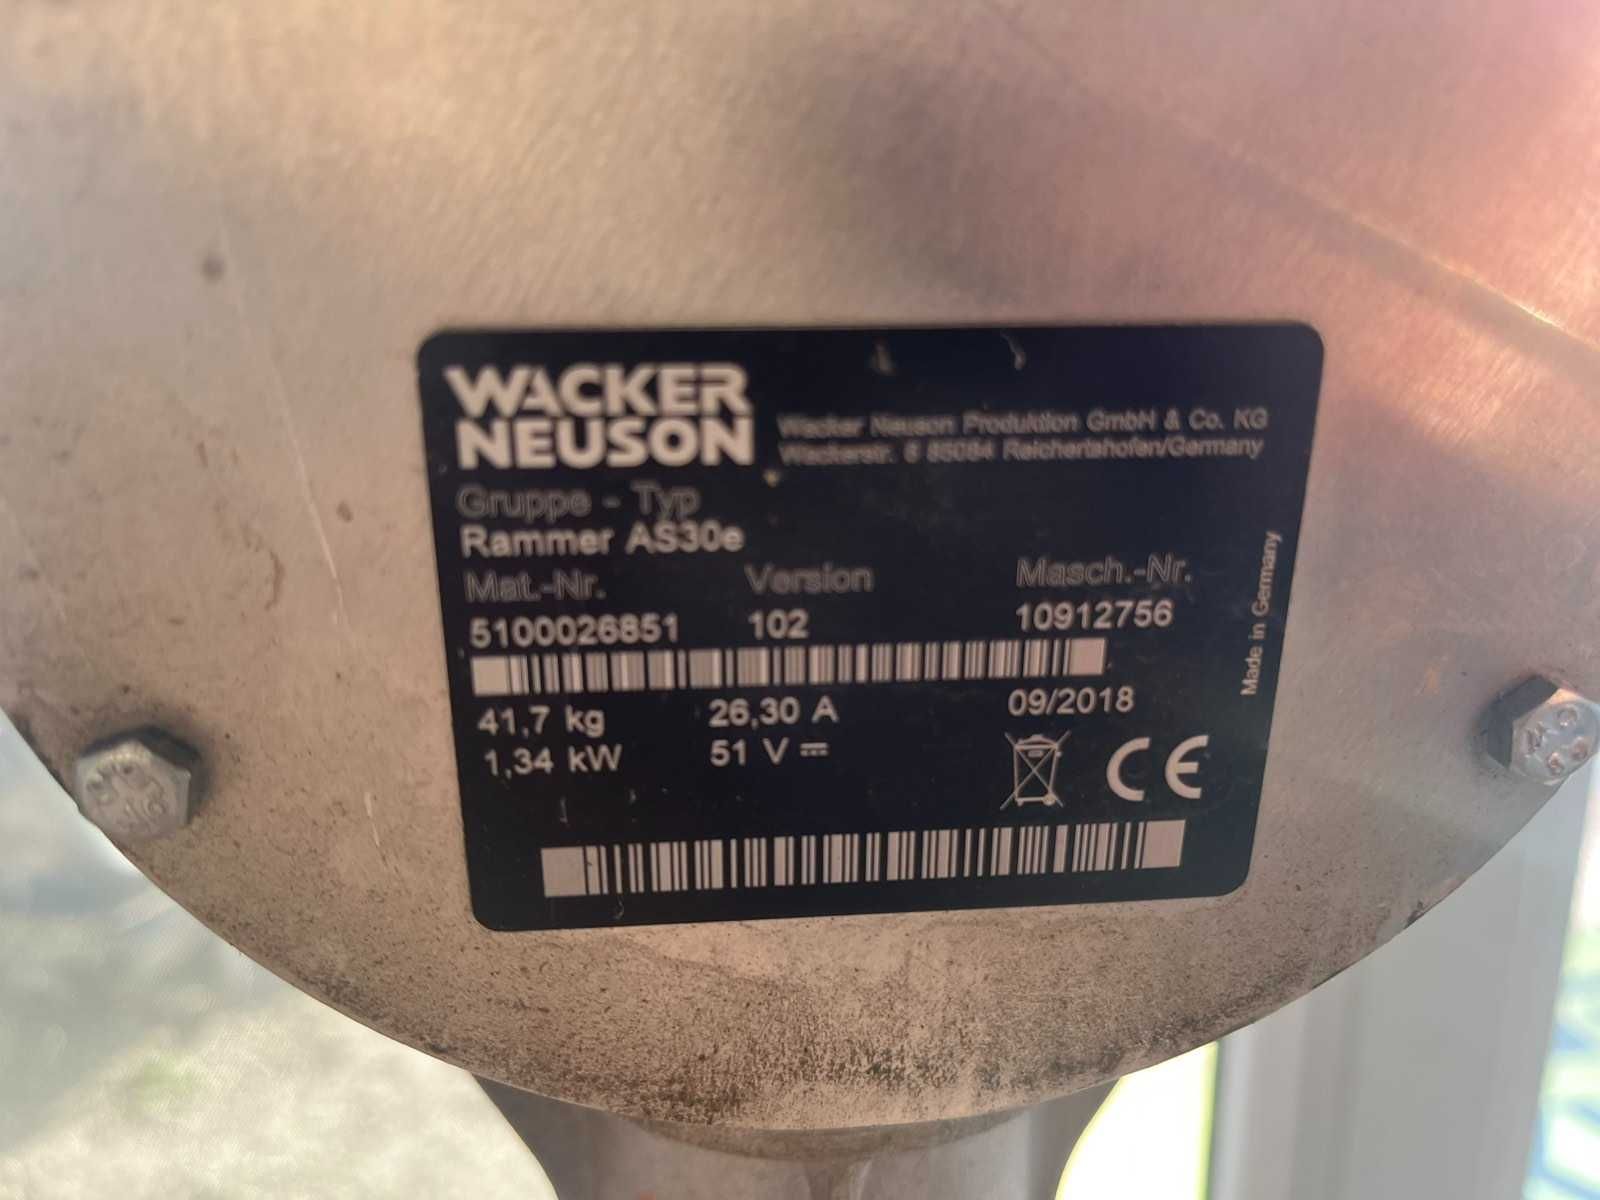 WACKER
NEUSON
Wacker Neuson Produktion GmbH & Co. KG
Wackerstr. 6 85084 Reichertshofen/Germany
Gruppe - Typ
Rammer AS30e
Mat.-Nr. Version Masch.-Nr.
5100026851 102 10912756
41,7 kg 26,30 A 09/2018
1,34 kW 51 V
CE
Made in Germany